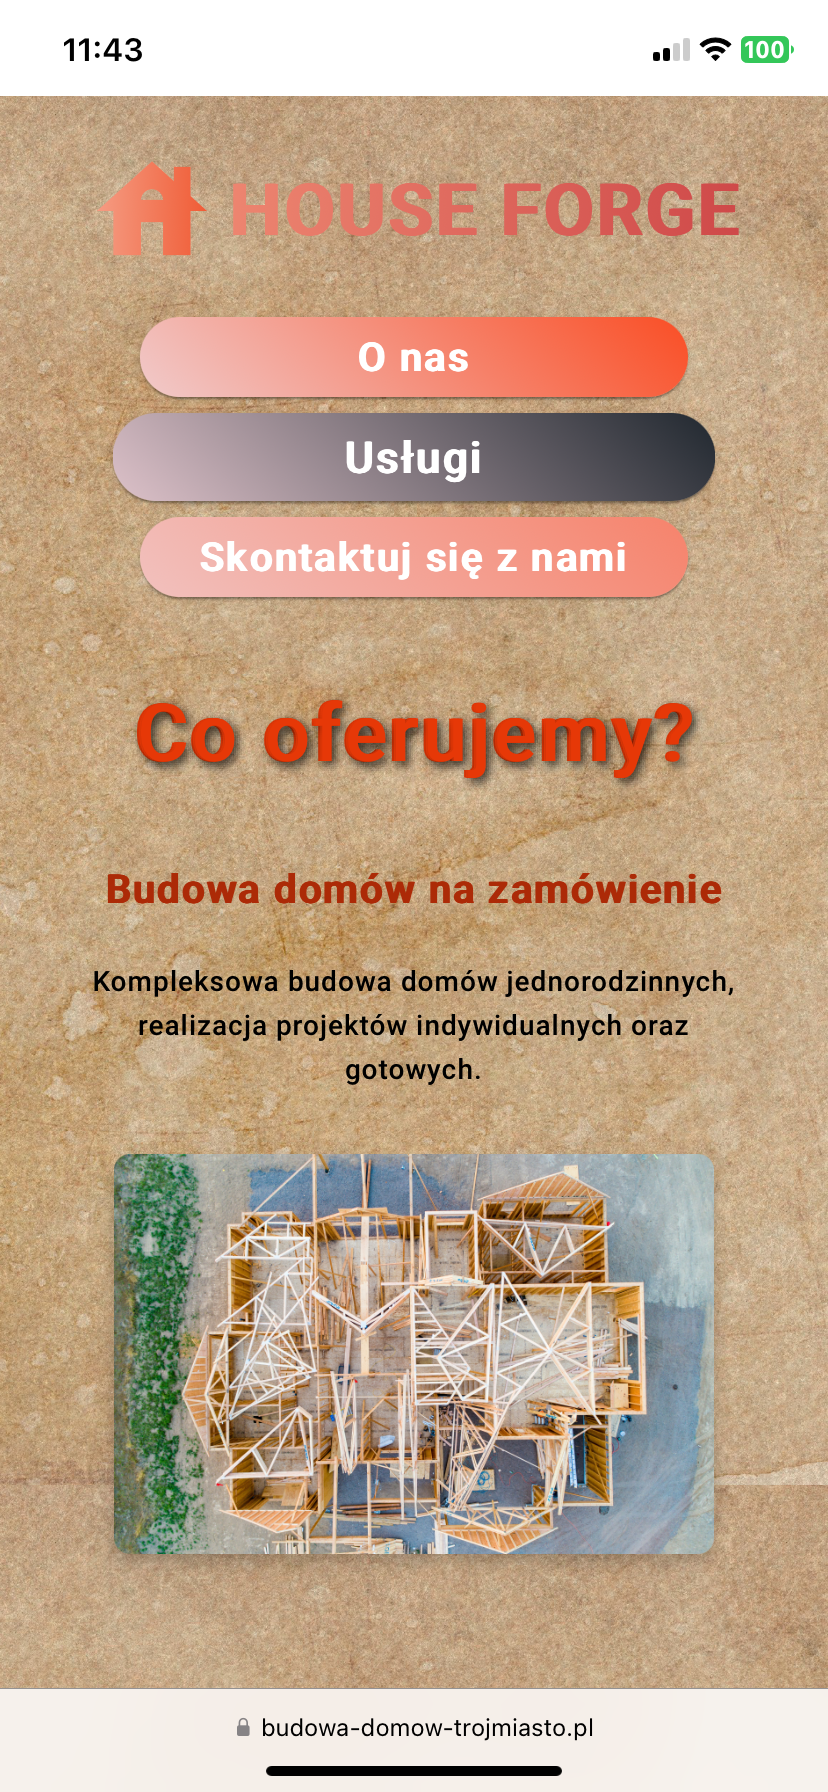 11:43
100
HOUSE FORGE
O nas
Usługi
Skontaktuj się z nami
Co oferujemy?
Budowa domów na zamówienie
Kompleksowa budowa domów jednorodzinnych,
realizacja projektów indywidualnych oraz
gotowych.
budowa-domow-trojmiasto.pl